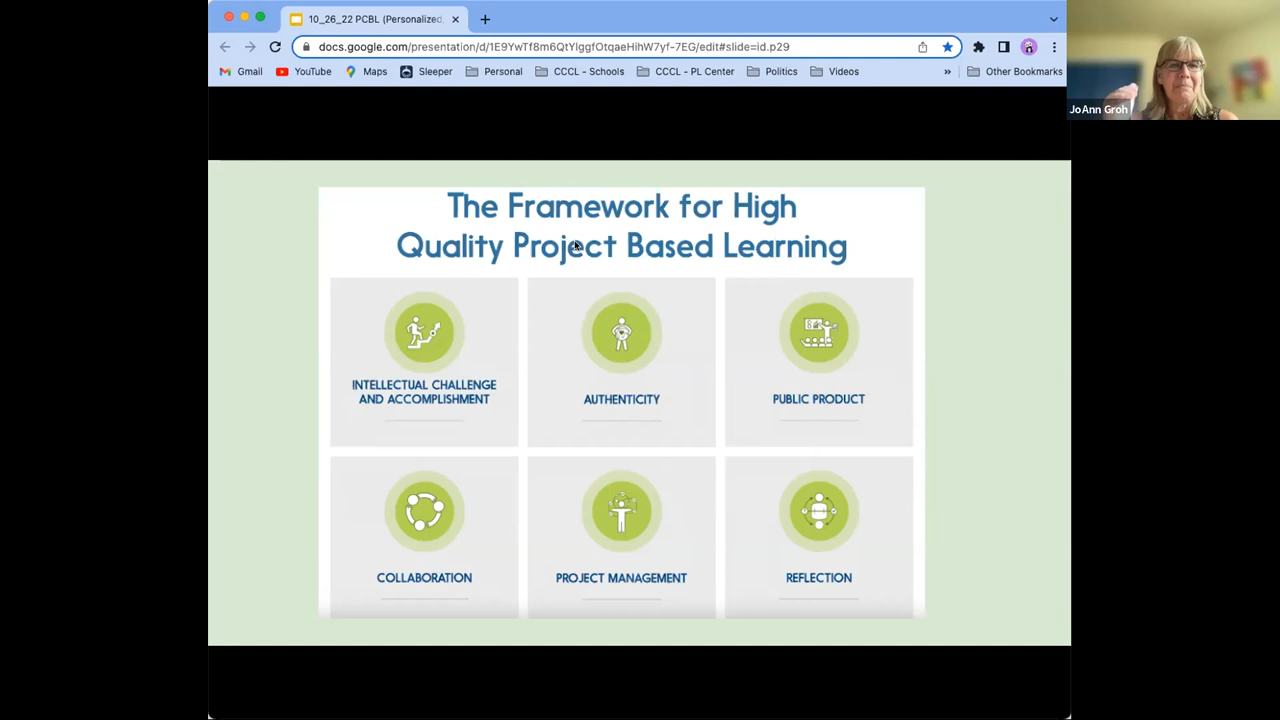 10_26_22 PCBL (Personalized,
docs.google.com/presentation/d/1E9YwTf8m6QtYlggfOtqaeHihW7yf-7EG/edit#slide=id.p29
Gmail YouTube Maps Sleeper Personal CCCL - Schools CCCL - PL Center Politics Videos » Other Bookmarks
JoAnn Groh
The Framework for High
Quality Project Based Learning
INTELLECTUAL CHALLENGE
AND ACCOMPLISHMENT
AUTHENTICITY
PUBLIC PRODUCT
COLLABORATION
PROJECT MANAGEMENT
REFLECTION